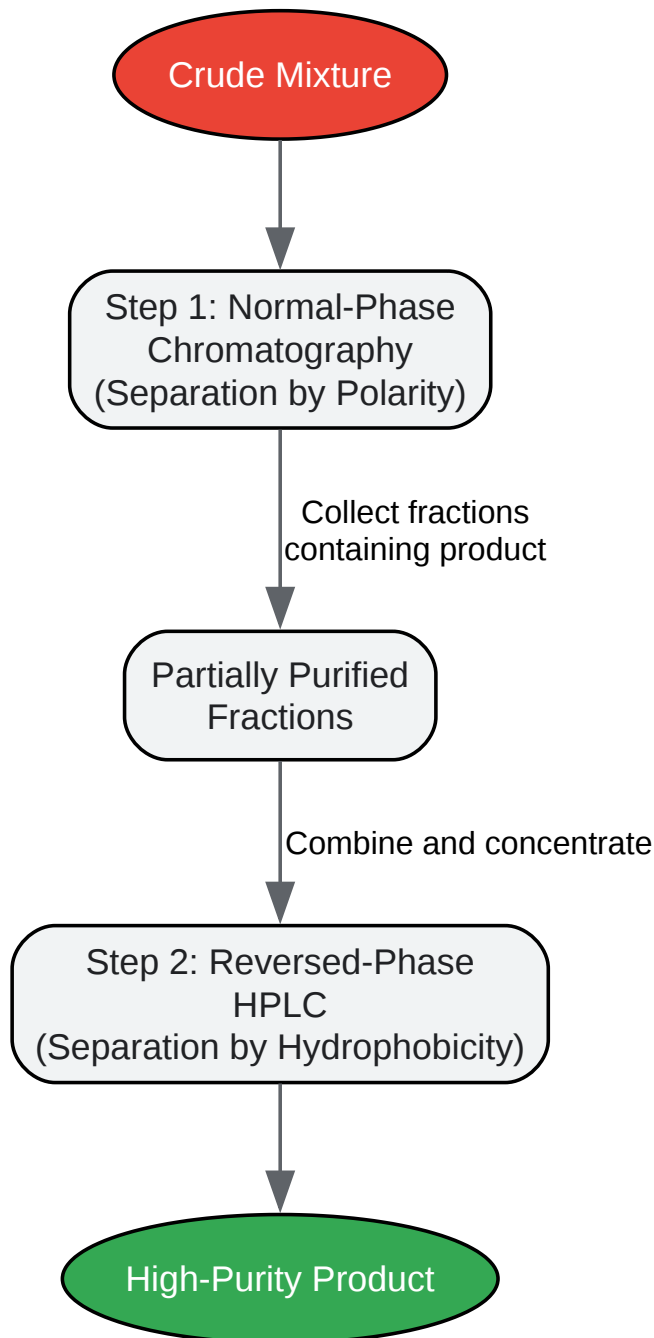 Crude Mixture
Step 1: Normal-Phase
Chromatography
(Separation by Polarity)
Collect fractions
containing product
Partially Purified
Fractions
Combine and concentrate
Step 2: Reversed-Phase
HPLC
(Separation by Hydrophobicity)
High-Purity Product